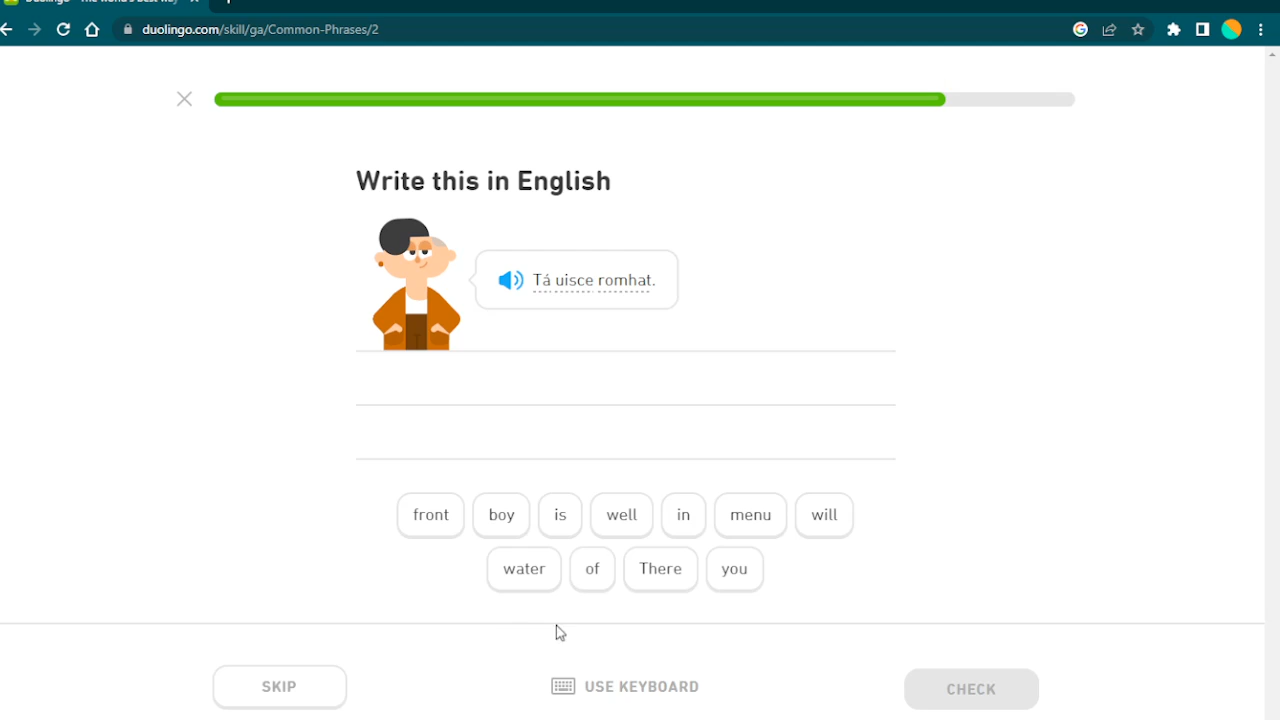 duolingo.com/skill/ga/Common-Phrases/2
Write this in English
Tá uisce romhat.
front boy is well in menu will
water of There you
SKIP USE KEYBOARD CHECK